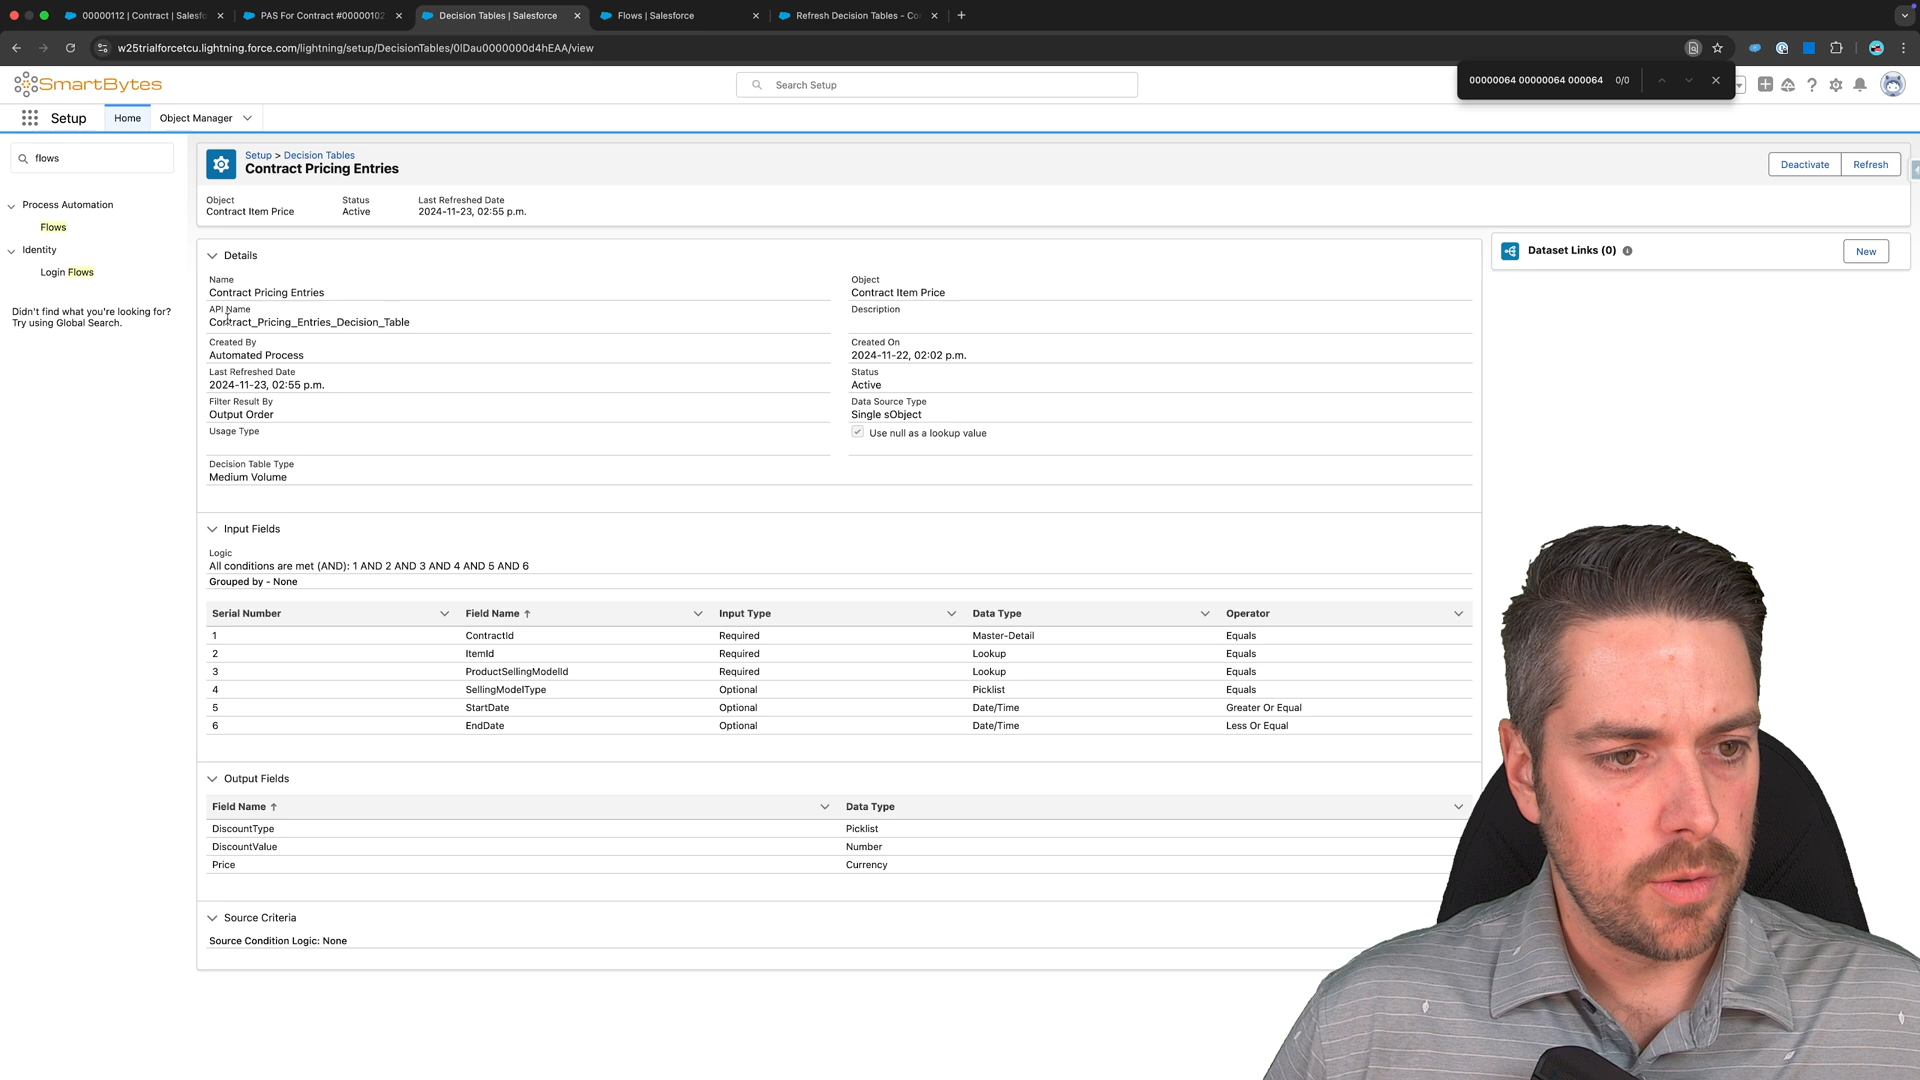 00000112 | Contract | Salesfo
PAS For Contract #00000102
Decision Tables | Salesforce
Flows | Salesforce
Refresh Decision Tables - Co
w25trialforcetcu.lightning.force.com/lightning/setup/DecisionTables/0lDau0000000d4hEAA/view
SmartBytes
Search Setup
00000064 00000064 000064 0/0
Setup
Home
Object Manager
flows
Process Automation
Flows
Identity
Login Flows
Didn't find what you're looking for?
Try using Global Search.
Setup > Decision Tables
Contract Pricing Entries
Deactivate
Refresh
Object
Contract Item Price
Status
Active
Last Refreshed Date
2024-11-23, 02:55 p.m.
Details
Name
Contract Pricing Entries
Object
Contract Item Price
API Name
Contract_Pricing_Entries_Decision_Table
Description
Created By
Automated Process
Created On
2024-11-22, 02:02 p.m.
Last Refreshed Date
2024-11-23, 02:55 p.m.
Status
Active
Filter Result By
Output Order
Data Source Type
Single sObject
Usage Type
Use null as a lookup value
Decision Table Type
Medium Volume
Dataset Links (0)
New
Input Fields
Logic
All conditions are met (AND): 1 AND 2 AND 3 AND 4 AND 5 AND 6
Grouped by - None
Serial Number Field Name ↑ Input Type Data Type Operator
1 ContractId Required Master-Detail Equals
2 ItemId Required Lookup Equals
3 ProductSellingModelId Required Lookup Equals
4 SellingModelType Optional Picklist Equals
5 StartDate Optional Date/Time Greater Or Equal
6 EndDate Optional Date/Time Less Or Equal
Output Fields
Field Name ↑ Data Type
DiscountType Picklist
DiscountValue Number
Price Currency
Source Criteria
Source Condition Logic: None